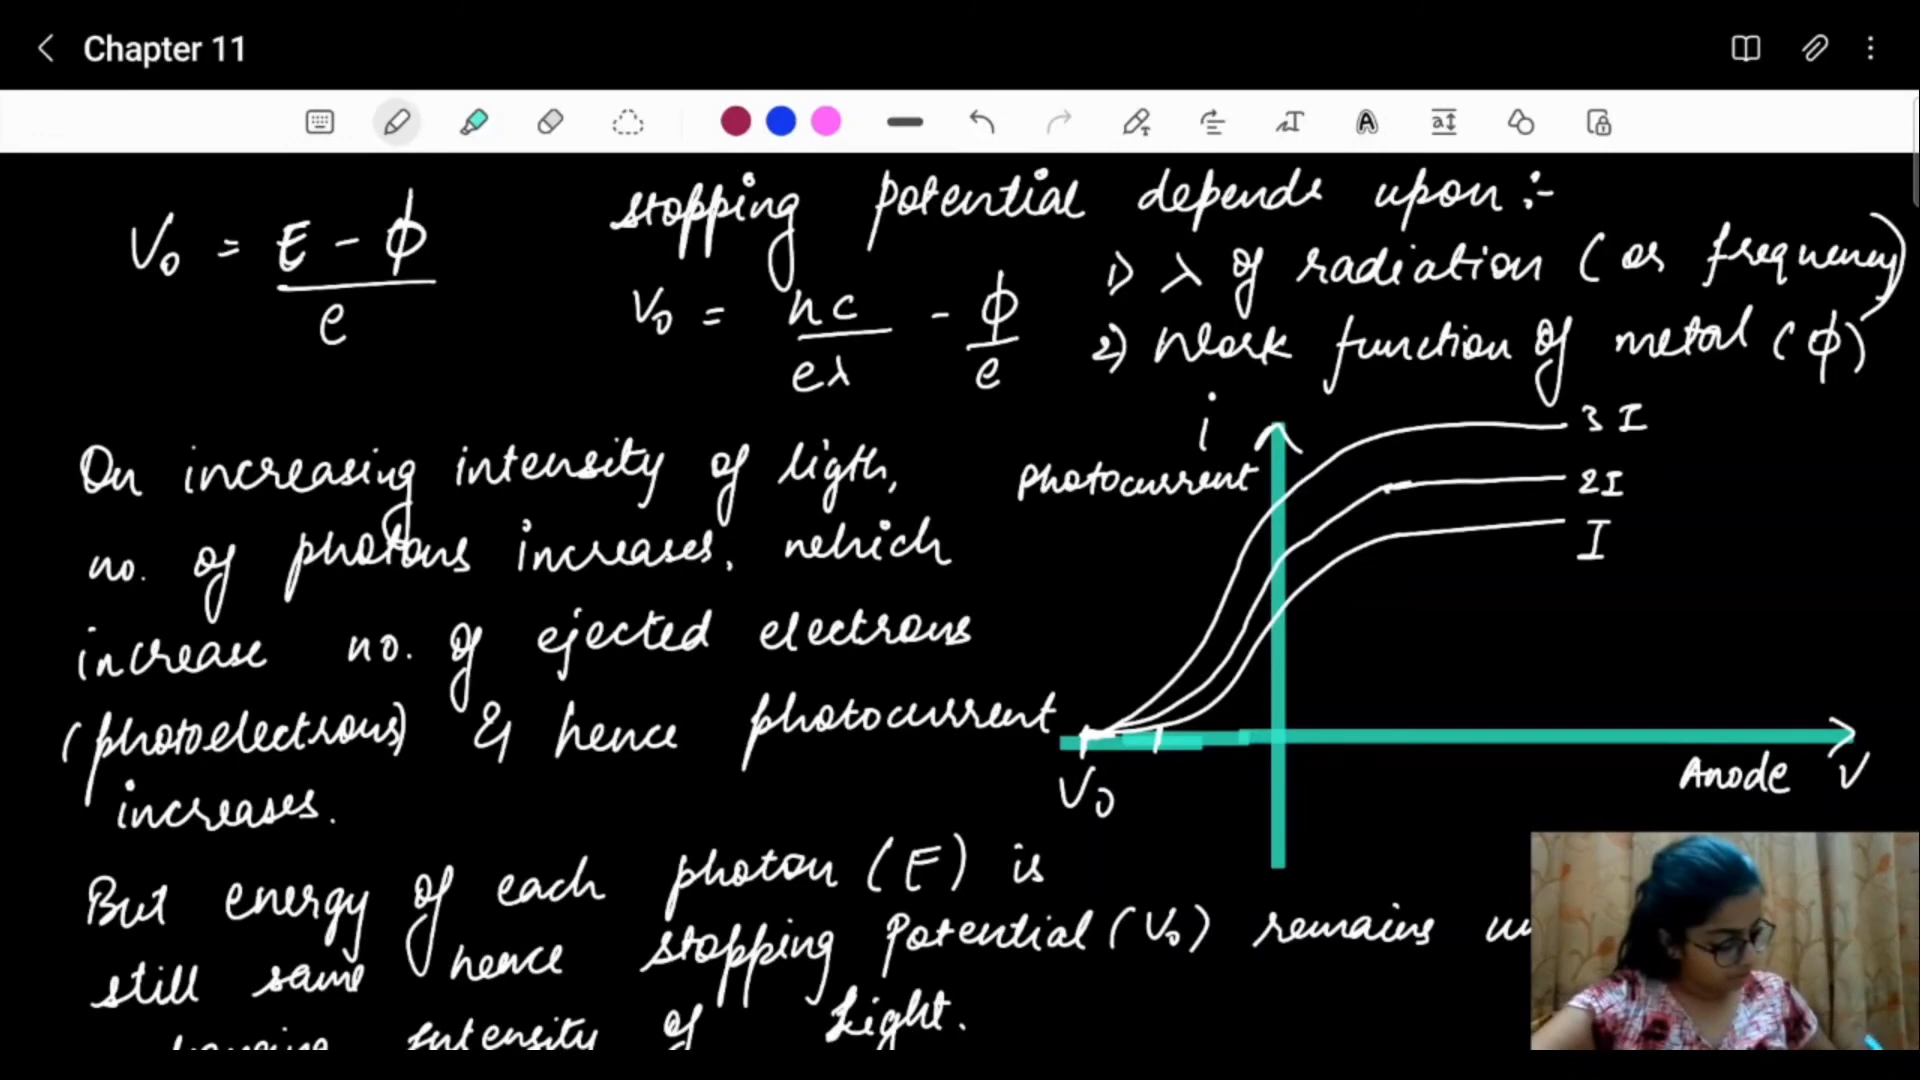 Chapter 11
V₀ = E - ϕ / e
stopping potential depends upon :-
V₀ = hc / eλ - ϕ / e
1) λ of radiation (or frequency)
2) Work function of metal (ϕ)
On increasing intensity of ligth,
no. of photons increases, which
increase no. of ejected electrons
(photoelectrons) & hence photocurrent
increases.
i
Photocurrent
3I
2I
I
V₀
Anode V
But energy of each photon (E) is
still same hence stopping Potential (V₀) remains
intensity of light.